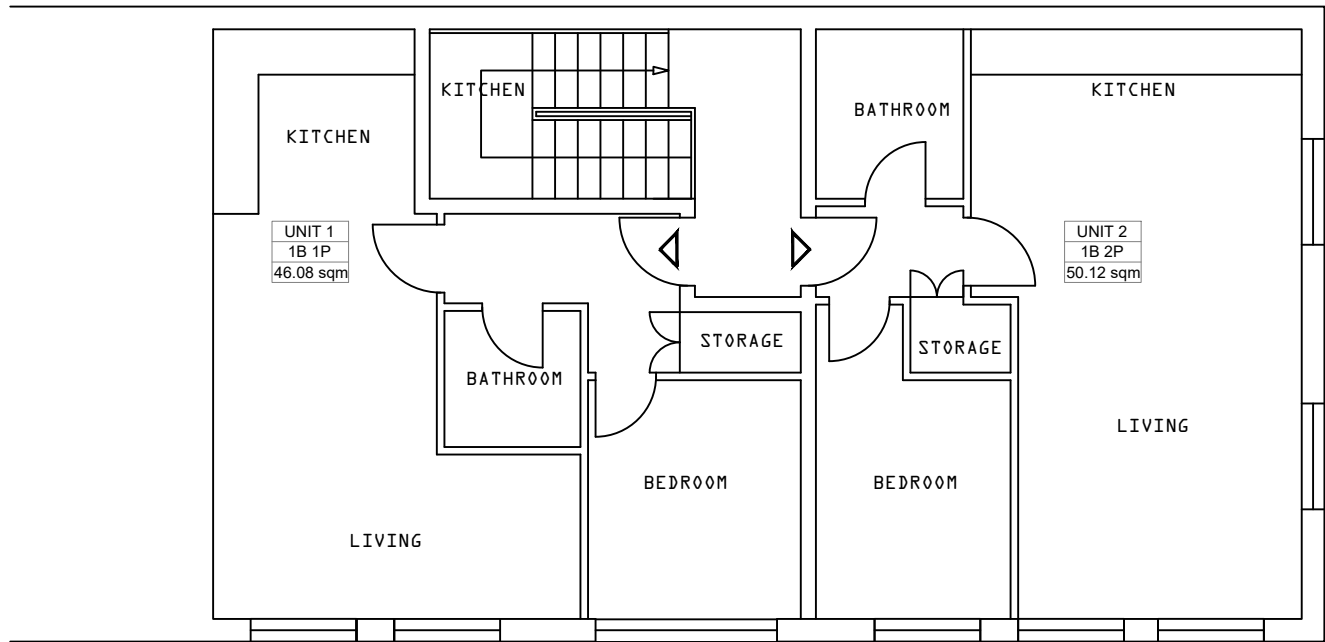 KITCHEN
KITCHEN
BATHROOM
KITCHEN
UNIT 1
1B 1P
46.08 sqm
UNIT 2
1B 2P
50.12 sqm
STORAGE
STORAGE
BATHROOM
LIVING
BEDROOM
BEDROOM
LIVING